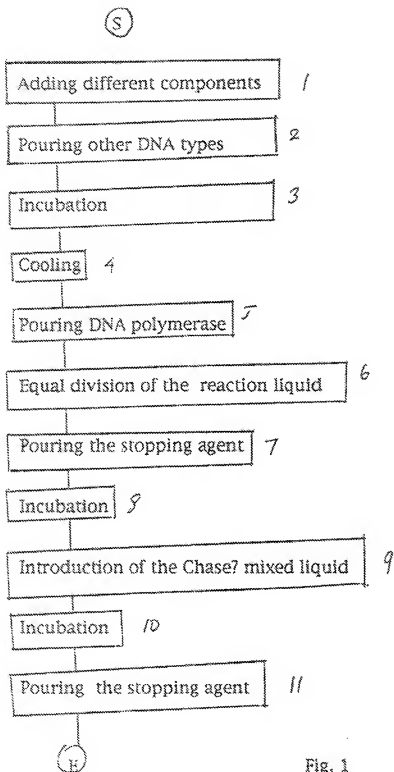 S
Adding different components 1
Pouring other DNA types 2
Incubation 3
Cooling 4
Pouring DNA polymerase 5
Equal division of the reaction liquid 6
Pouring the stopping agent 7
Incubation 8
Introduction of the Chase? mixed liquid 9
Incubation 10
Pouring the stopping agent 11
Fig. 1